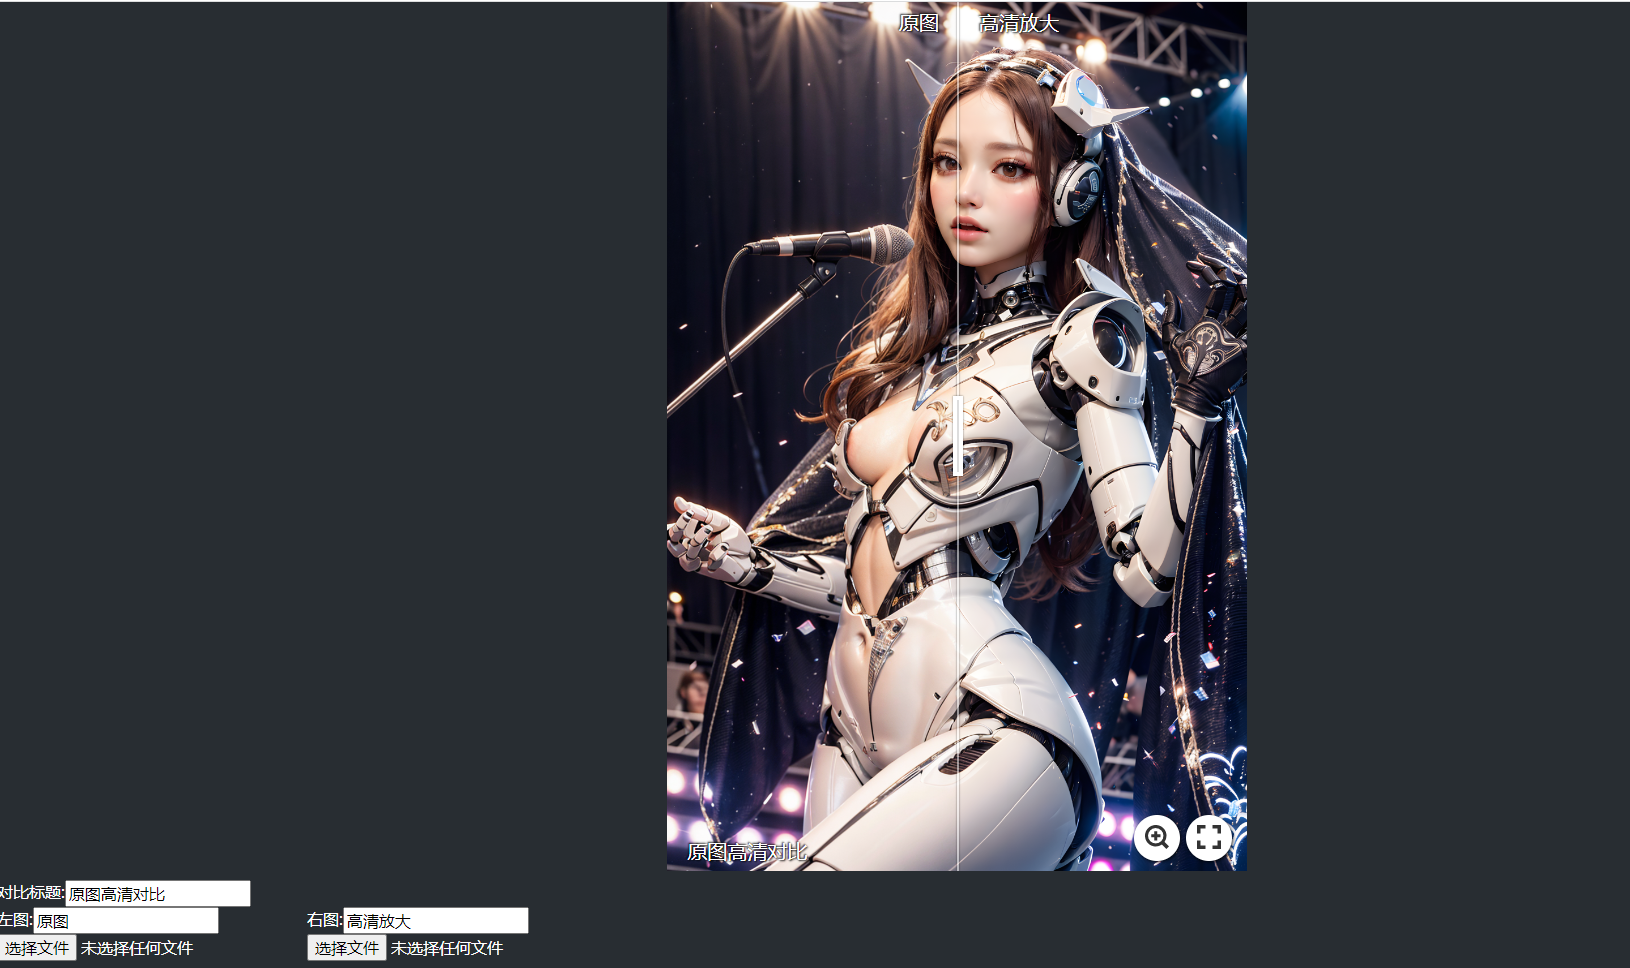 原图
高清放大
原图高清对比
对比标题:原图高清对比
左图:原图
右图:高清放大
选择文件 未选择任何文件
选择文件 未选择任何文件